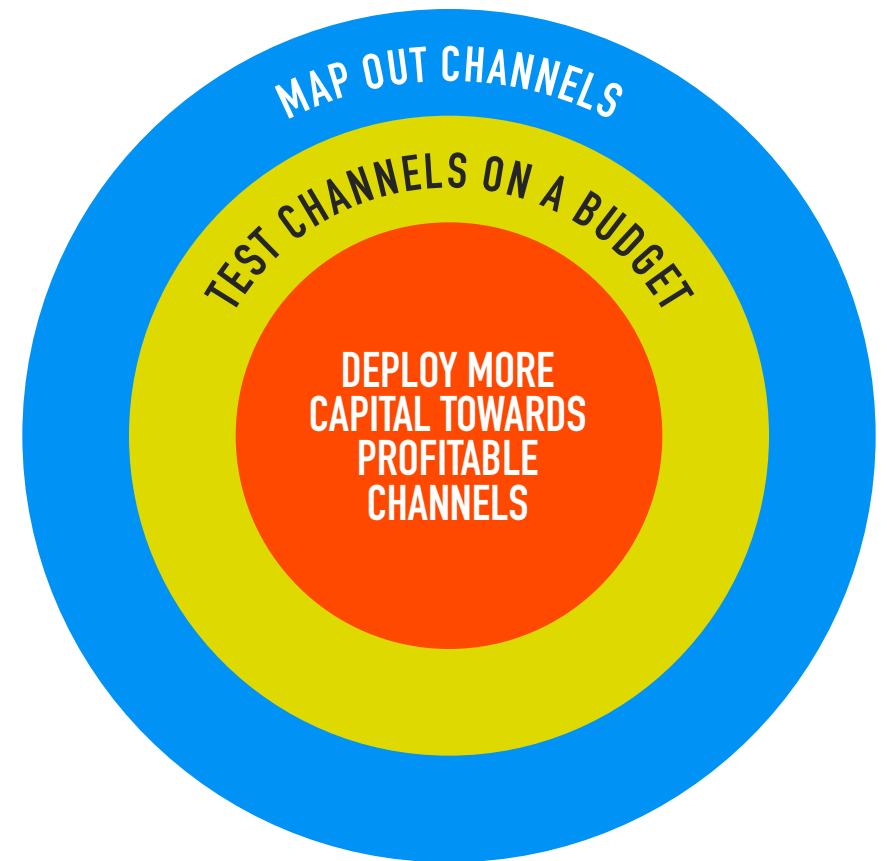 MAP OUT CHANNELS
TEST CHANNELS ON A BUDGET
DEPLOY MORE
CAPITAL TOWARDS
PROFITABLE
CHANNELS